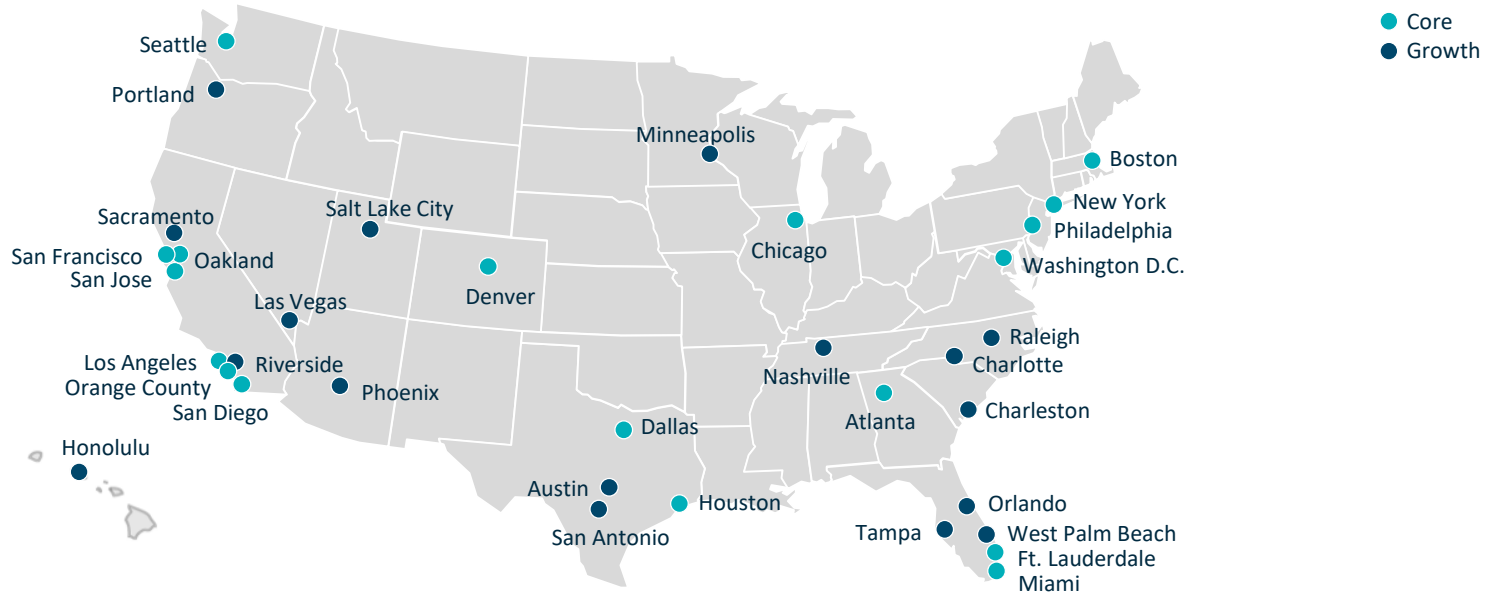 Core
Growth
Seattle
Portland
Minneapolis
Boston
New York
Philadelphia
Washington D.C.
Chicago
Salt Lake City
Sacramento
San Francisco
Oakland
San Jose
Denver
Las Vegas
Los Angeles
Riverside
Orange County
San Diego
Phoenix
Raleigh
Charlotte
Nashville
Charleston
Atlanta
Dallas
Honolulu
Austin
San Antonio
Houston
Orlando
Tampa
West Palm Beach
Ft. Lauderdale
Miami